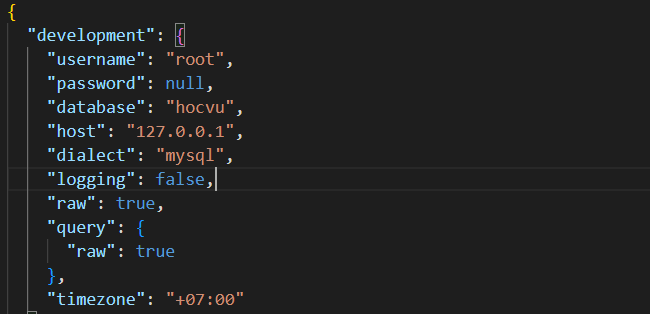 {
"development": {
"username": "root",
"password": null,
"database": "hocvu",
"host": "127.0.0.1",
"dialect": "mysql",
"logging": false,
"raw": true,
"query": {
"raw": true
},
"timezone": "+07:00"